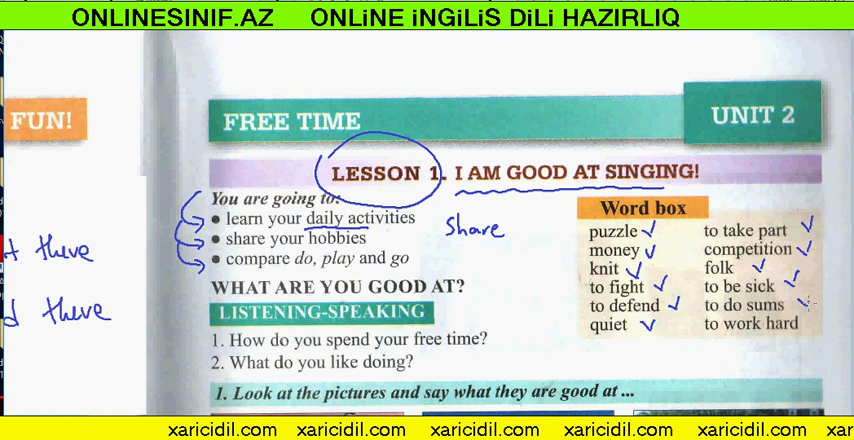 ONLINESINIF.AZ ONLiNE iNGiLiS DiLi HAZIRLIQ
FUN!
FREE TIME UNIT 2
LESSON 1. I AM GOOD AT SINGING!
You are going to:
• learn your daily activities
• share your hobbies
• compare do, play and go
share
there
there
Word box
puzzle to take part
money competition
knit folk
to fight to be sick
to defend to do sums
quiet to work hard
WHAT ARE YOU GOOD AT?
LISTENING-SPEAKING
1. How do you spend your free time?
2. What do you like doing?
1. Look at the pictures and say what they are good at ...
xaricidil.com xaricidil.com xaricidil.com xaricidil.com xaricidil.com xar